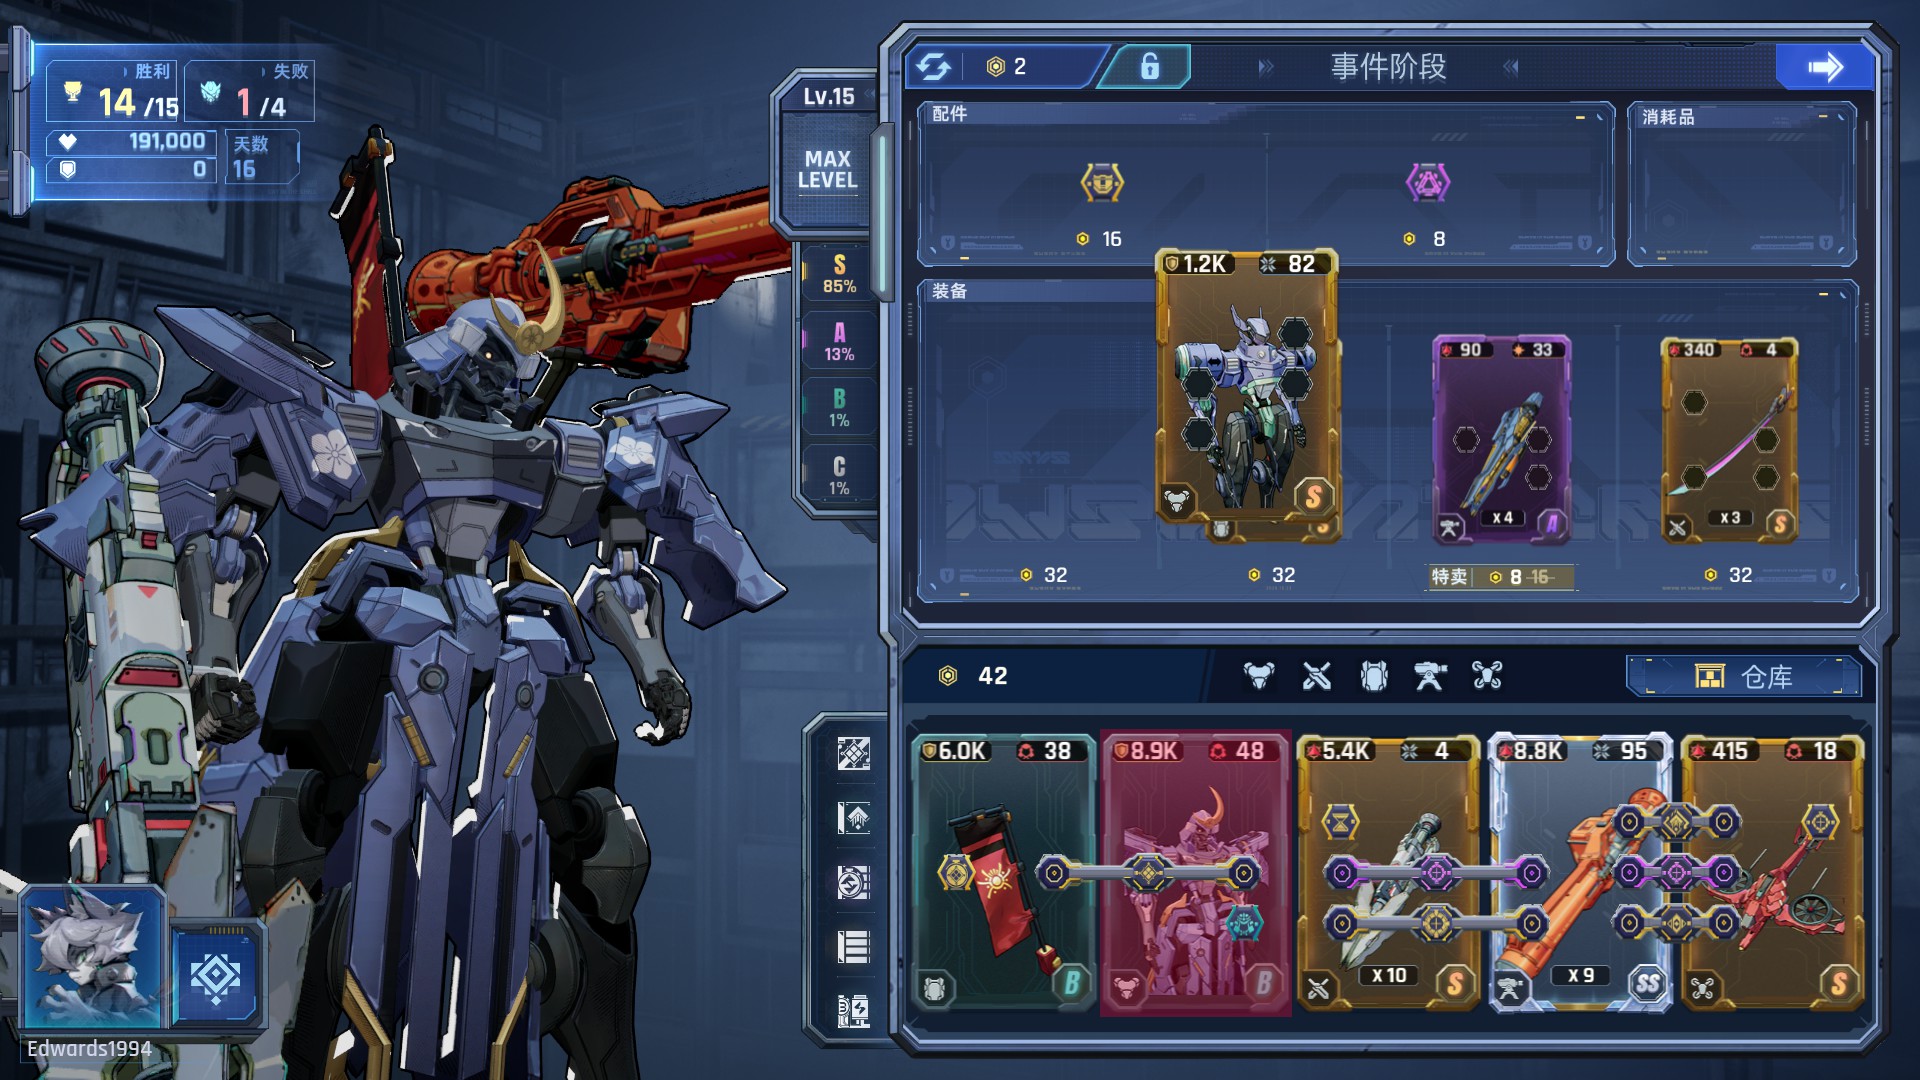 胜利
14/15
失败
1/4
191,000
0
天数
16
Lv.15
MAX
LEVEL
S
85%
A
13%
B
1%
C
1%
2
事件阶段
配件
16
8
消耗品
装备
1.2K
82
S
S
32
32
90
33
x4
A
特卖
8
16
340
4
x3
S
32
42
仓库
6.0K
38
B
8.9K
48
B
5.4K
4
x10
S
8.8K
95
x9
SS
415
18
S
Edwards1994